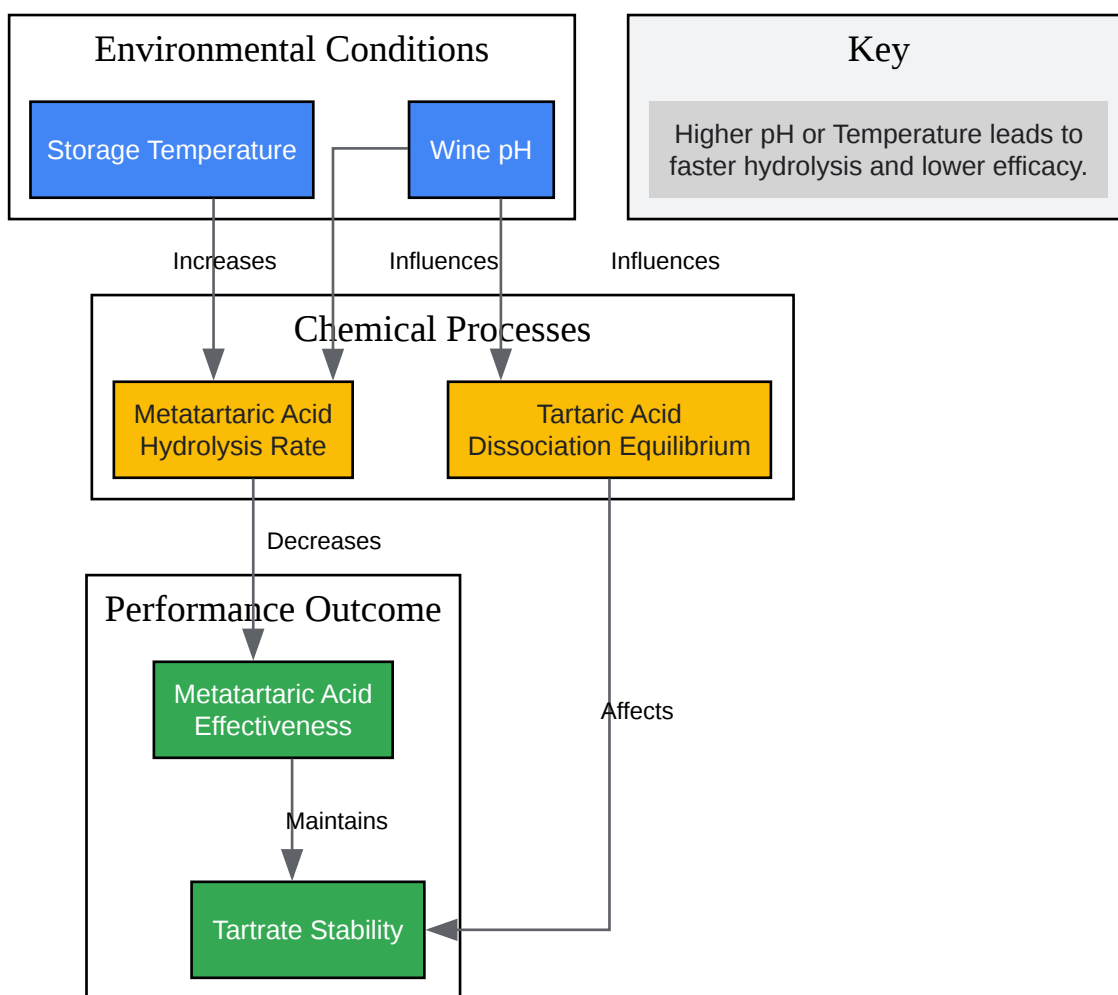 Environmental Conditions
Storage Temperature
Wine pH
Key
Higher pH or Temperature leads to
faster hydrolysis and lower efficacy.
Increases
Influences
Influences
Chemical Processes
Metatartaric Acid
Hydrolysis Rate
Tartaric Acid
Dissociation Equilibrium
Decreases
Performance Outcome
Metatartaric Acid
Effectiveness
Affects
Maintains
Tartrate Stability